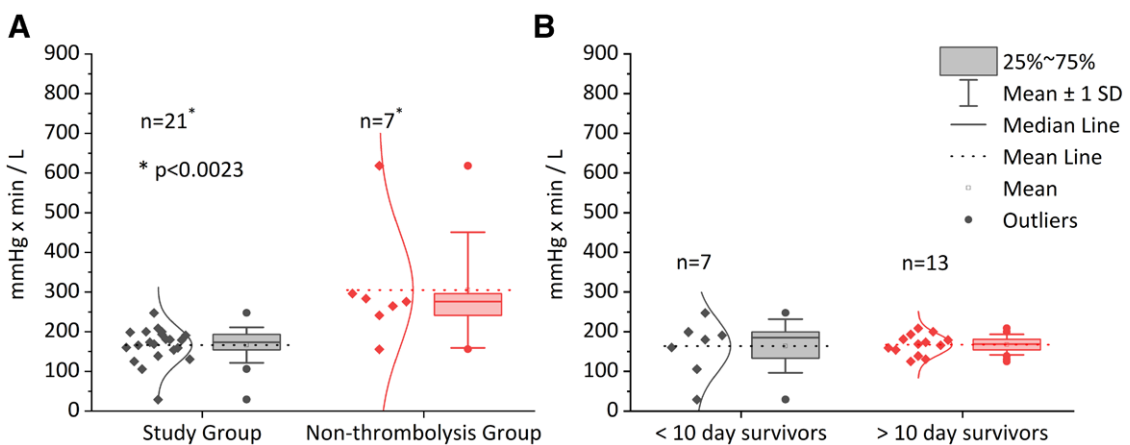 A
mmHg x min / L
900
800
700
600
500
400
300
200
100
0
n=21*
* p<0.0023
n=7*
Study Group
Non-thrombolysis Group
B
mmHg x min / L
900
800
700
600
500
400
300
200
100
0
n=7
n=13
< 10 day survivors
> 10 day survivors
25%~75%
Mean ± 1 SD
Median Line
Mean Line
Mean
Outliers